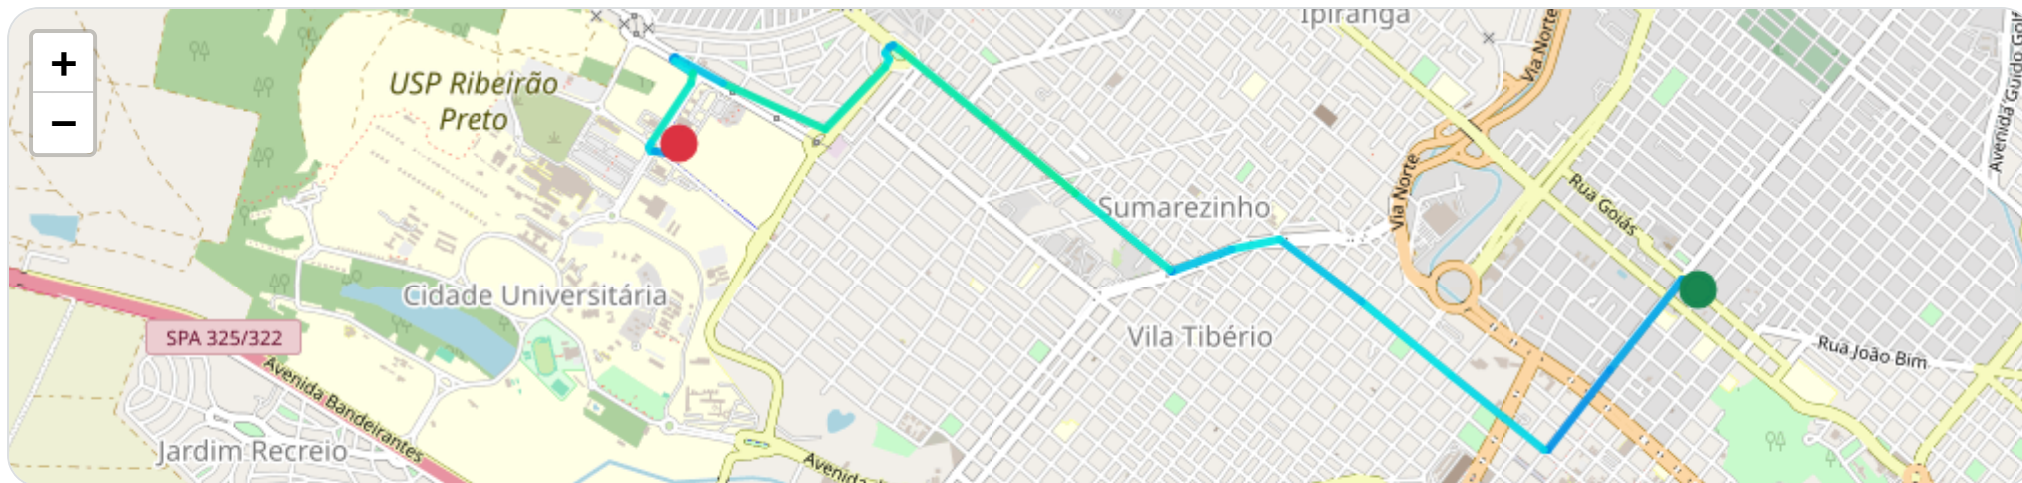 +
−
Ipiranga
Via Norte
Avenida Guido Golf
USP Ribeirão
Preto
Via Norte
Rua Goiás
Sumarezinho
Cidade Universitária
SPA 325/322
Vila Tibério
Rua João Bim
Avenida Bandeirantes
Jardim Recreio
Avenida